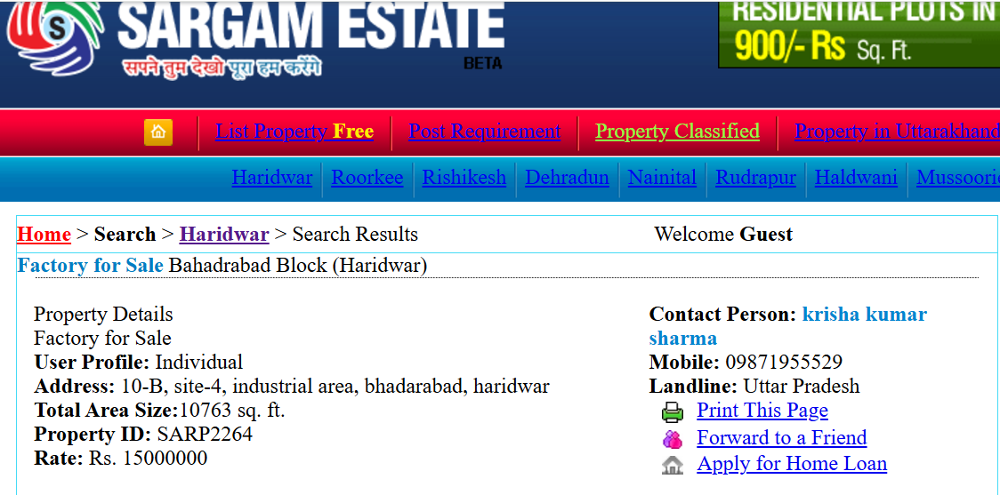 SARGAM ESTATE
सपने तुम देखो पूरा हम करेंगे
BETA
RESIDENTIAL PLOTS IN
900/- Rs Sq. Ft.
List Property Free Post Requirement Property Classified Property in Uttarakhand
Haridwar Roorkee Rishikesh Dehradun Nainital Rudrapur Haldwani Mussoorie
Home > Search > Haridwar > Search Results Welcome Guest
Factory for Sale Bahadrabad Block (Haridwar)
Property Details
Factory for Sale
User Profile: Individual
Address: 10-B, site-4, industrial area, bhadarabad, haridwar
Total Area Size:10763 sq. ft.
Property ID: SARP2264
Rate: Rs. 15000000
Contact Person: krisha kumar
sharma
Mobile: 09871955529
Landline: Uttar Pradesh
Print This Page
Forward to a Friend
Apply for Home Loan